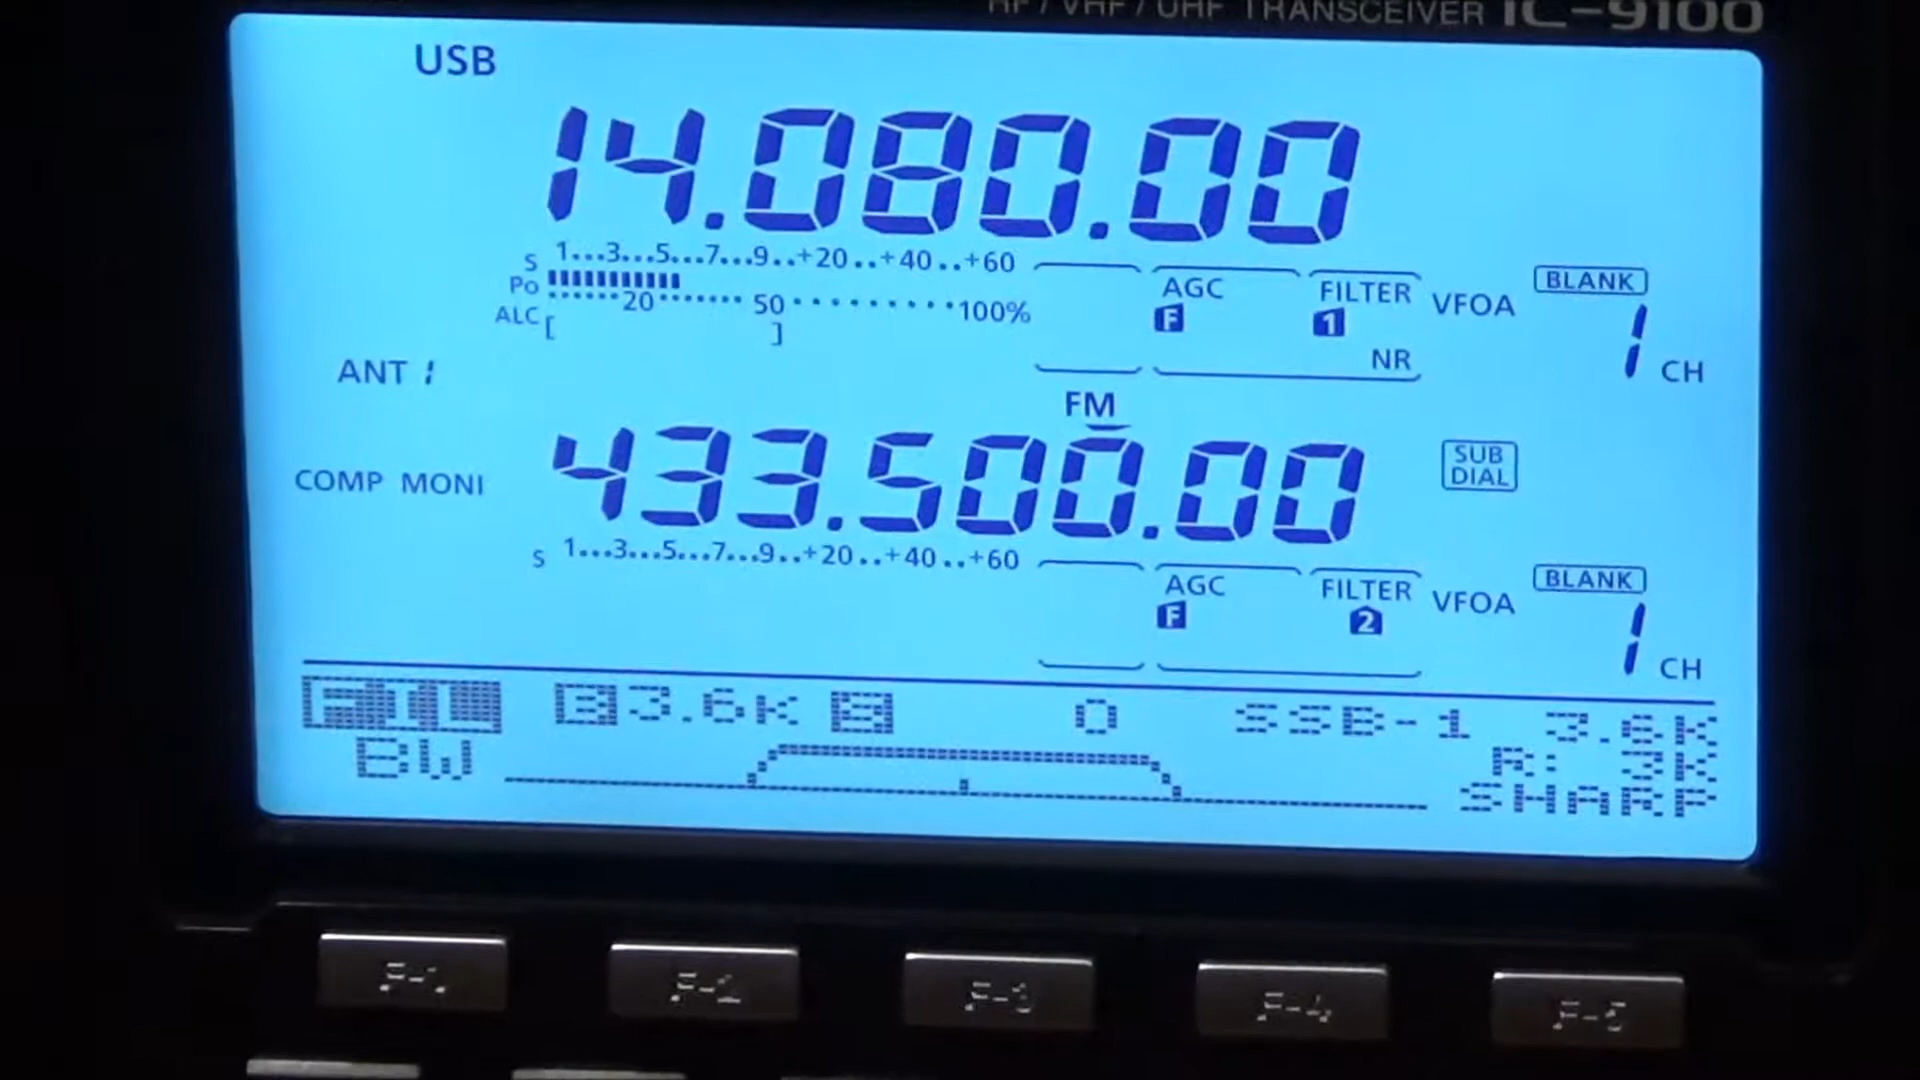 HF / VHF / UHF TRANSCEIVER IC-9100
USB
14.080.00
S 1...3...5...7...9..+20..+40..+60
Po 20 50 100%
ALC [ ]
AGC FILTER VFOA BLANK
F 1 1 CH
NR
ANT 1
FM
COMP MONI 433.500.00 SUB DIAL
S 1...3...5...7...9..+20..+40..+60
AGC FILTER VFOA BLANK
F 2 1 CH
FIL 3.6K 0 SSB-1 3.6K
BW R: 3K
SHARP
F-1 F-2 F-3 F-4 F-5